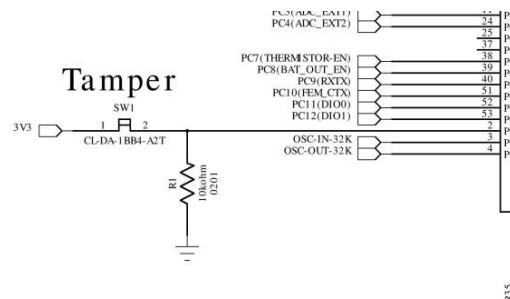 PC4(ADC_EXT2)
24
25
37
PC7(THERMISTOR-EN)
38
PC8(BAT_OUT_EN)
39
PC9(RXTX)
40
PC10(FEM_CTX)
51
PC11(DIO0)
52
PC12(DIO1)
53
2
OSC-IN-32K
3
OSC-OUT-32K
4
Tamper
SW1
3V3
1
2
CL-DA-1BB4-A2T
R1
10kohm
0201